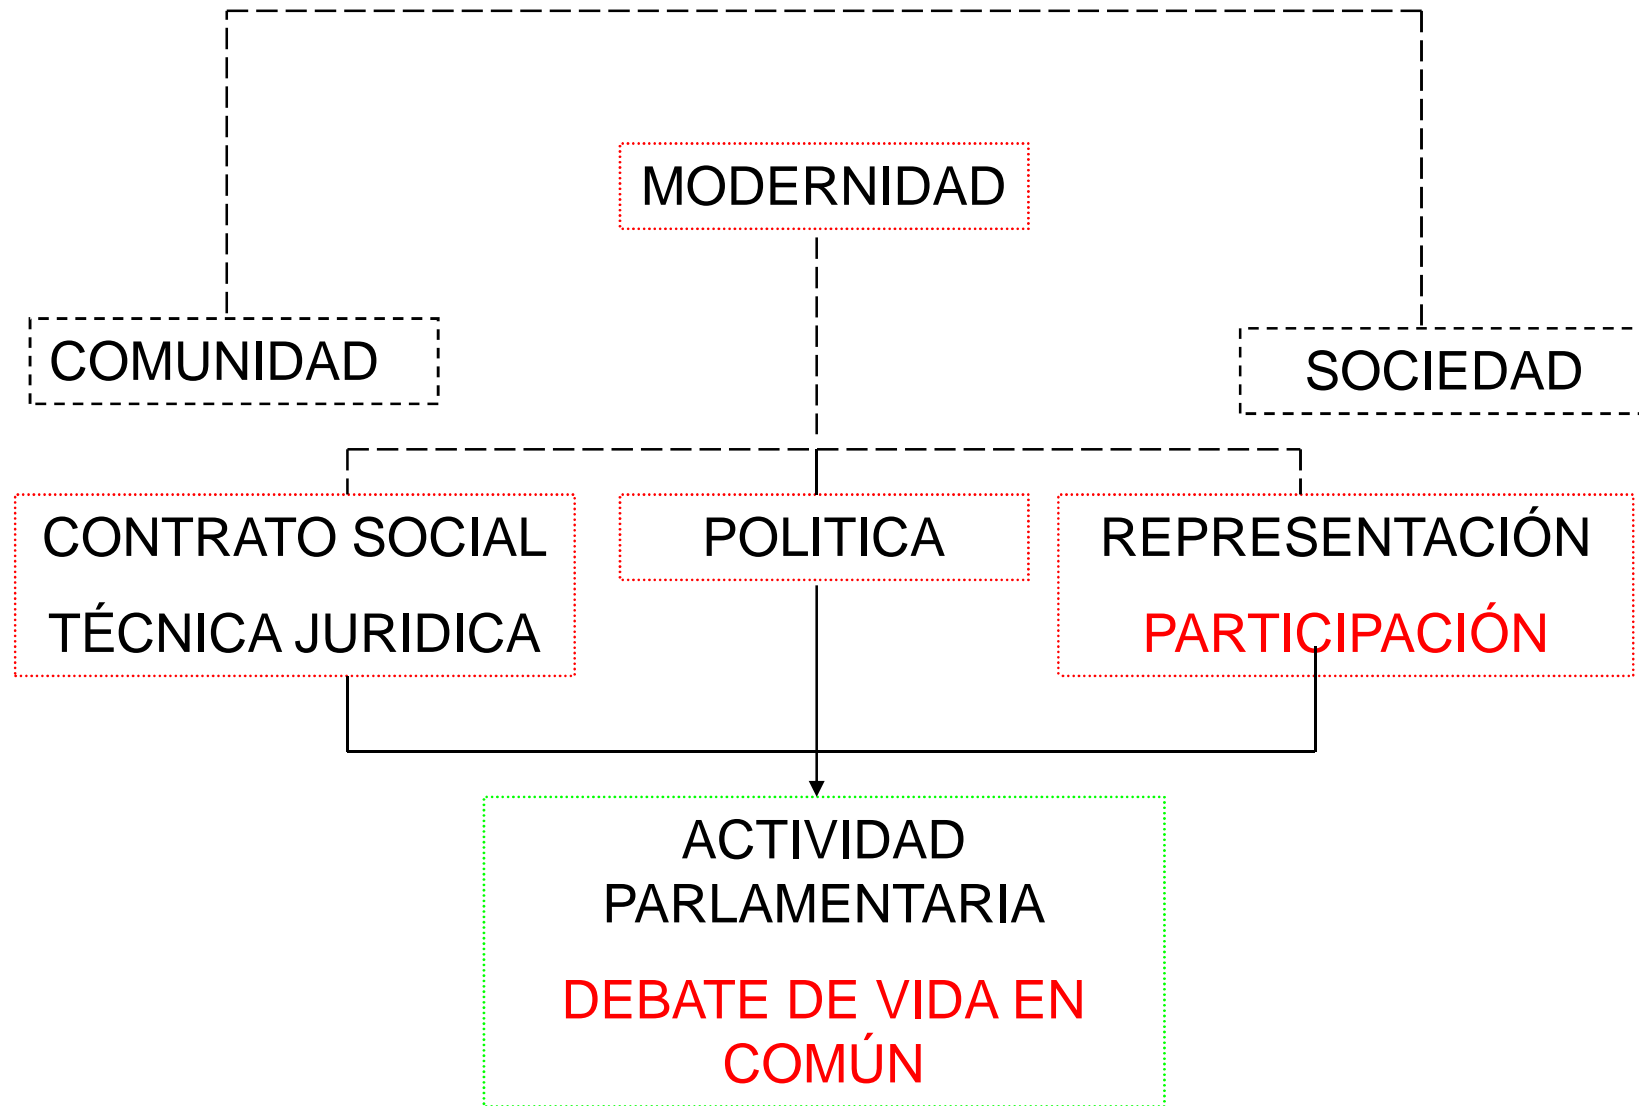 MODERNIDAD
COMUNIDAD
SOCIEDAD
CONTRATO SOCIAL
TÉCNICA JURIDICA
POLITICA
REPRESENTACIÓN
PARTICIPACIÓN
ACTIVIDAD
PARLAMENTARIA
DEBATE DE VIDA EN
COMÚN